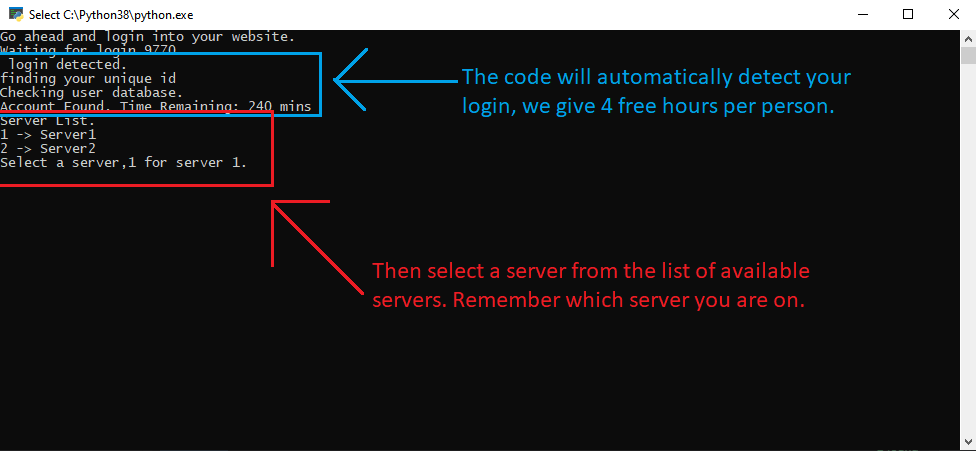 Select C:\Python38\python.exe
Go ahead and login into your website.
Waiting for login 9770
login detected.
finding your unique id
Checking user database.
Account Found. Time Remaining: 240 mins
Server List.
1 -> Server1
2 -> Server2
Select a server,1 for server 1.
The code will automatically detect your
login, we give 4 free hours per person.
Then select a server from the list of available
servers. Remember which server you are on.